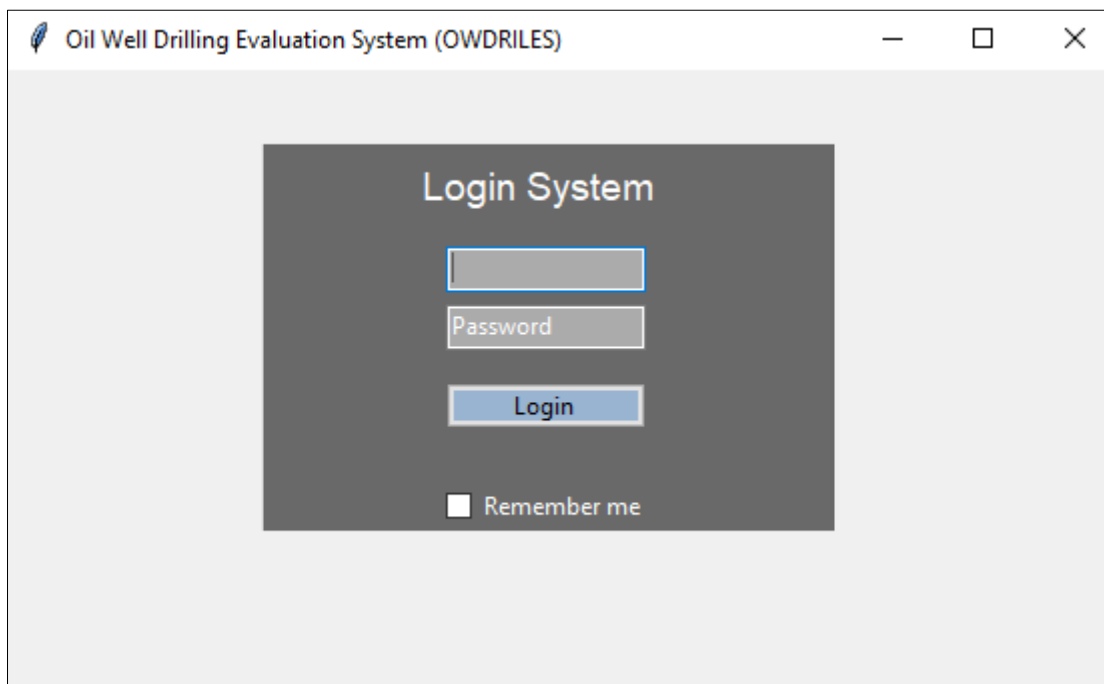 Oil Well Drilling Evaluation System (OWDRILES)
Login System
Password
Login
Remember me